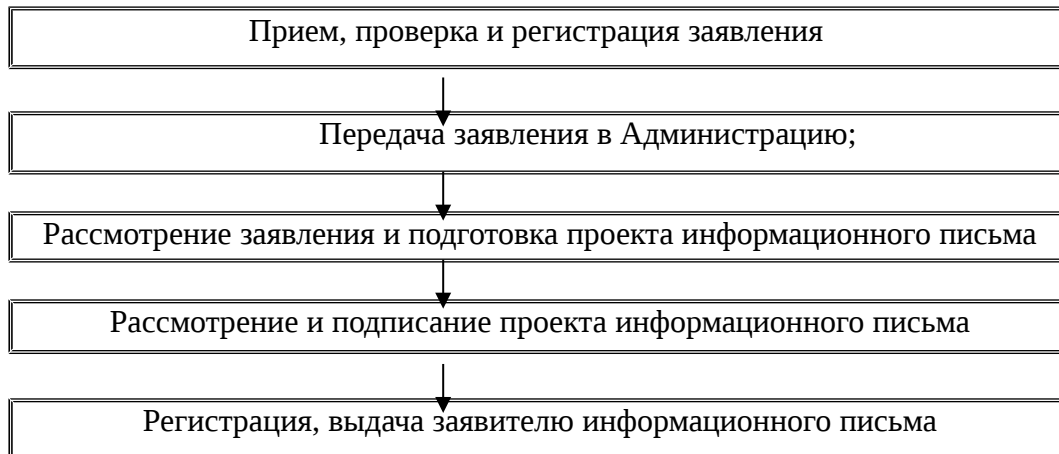 Прием, проверка и регистрация заявления
Передача заявления в Администрацию;
Рассмотрение заявления и подготовка проекта информационного письма
Рассмотрение и подписание проекта информационного письма
Регистрация, выдача заявителю информационного письма